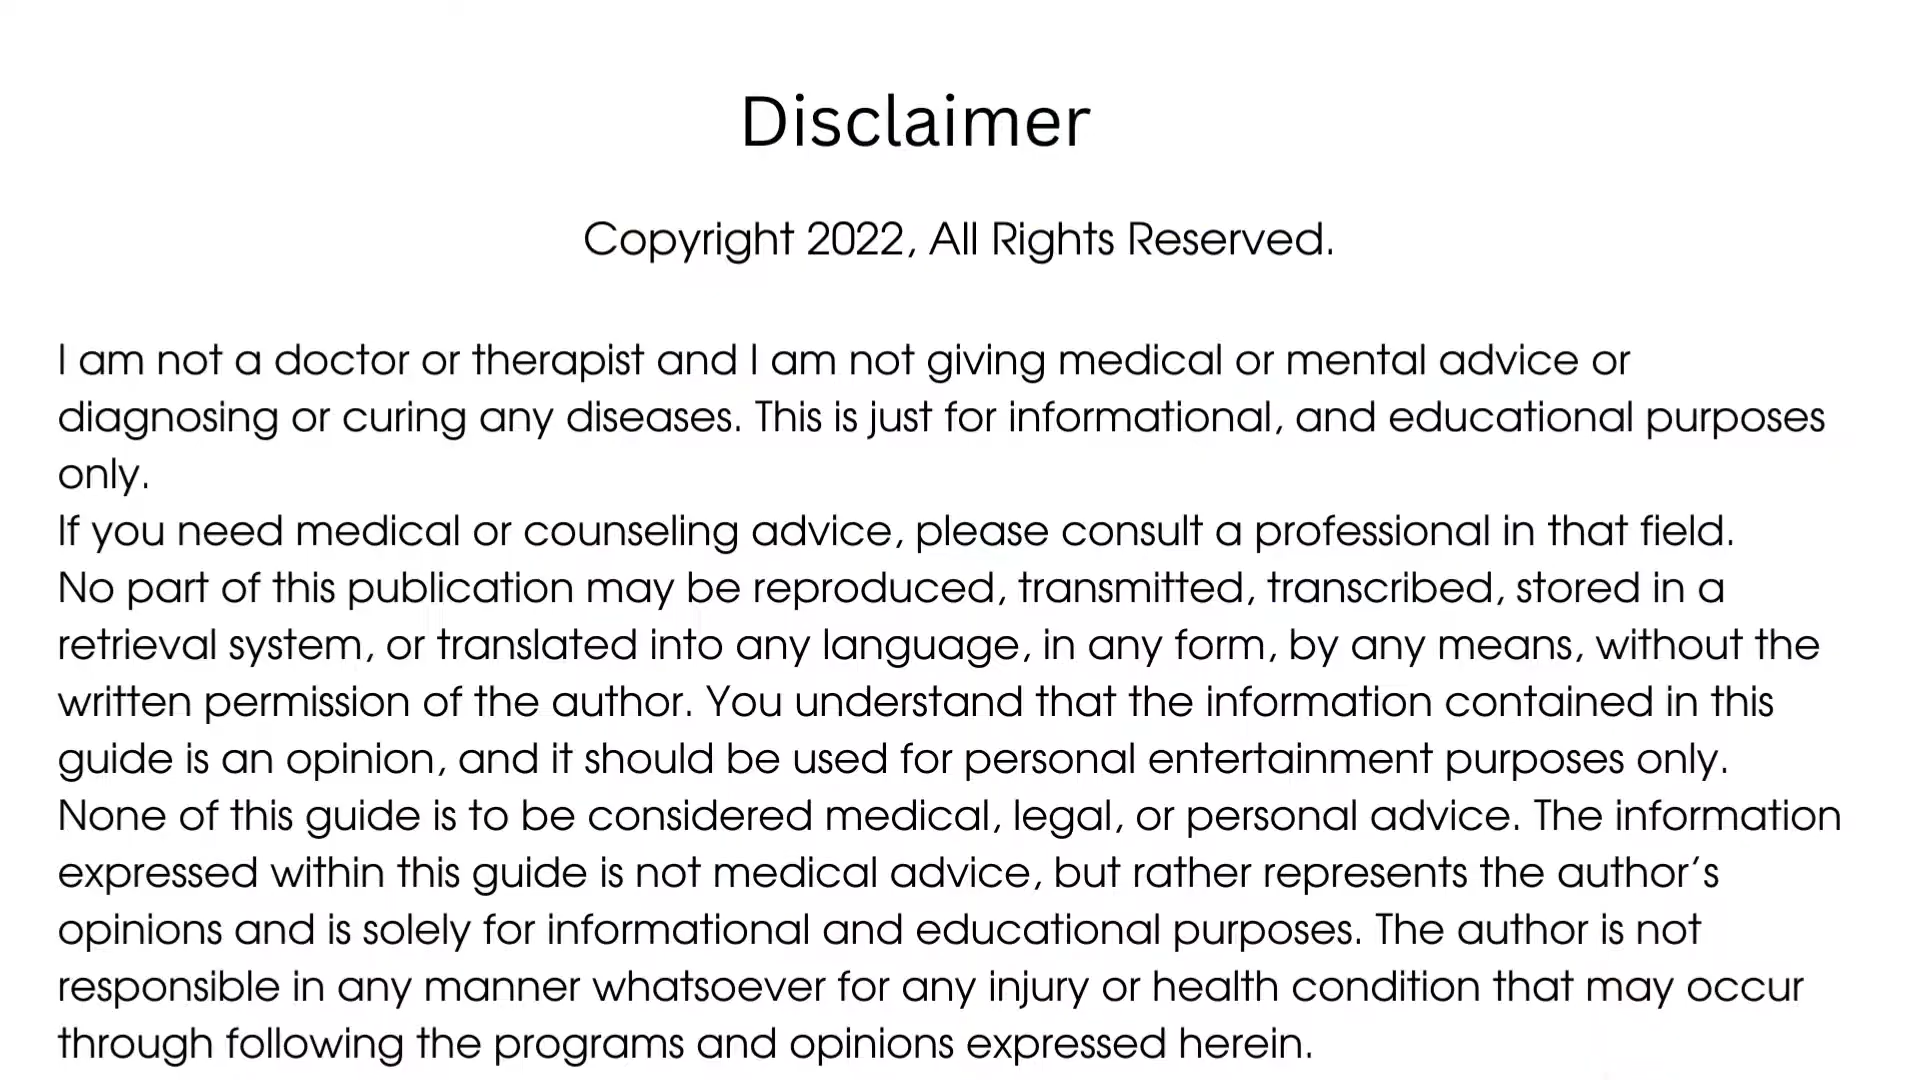 Disclaimer
Copyright 2022, All Rights Reserved.
I am not a doctor or therapist and I am not giving medical or mental advice or
diagnosing or curing any diseases. This is just for informational, and educational purposes
only.
If you need medical or counseling advice, please consult a professional in that field.
No part of this publication may be reproduced, transmitted, transcribed, stored in a
retrieval system, or translated into any language, in any form, by any means, without the
written permission of the author. You understand that the information contained in this
guide is an opinion, and it should be used for personal entertainment purposes only.
None of this guide is to be considered medical, legal, or personal advice. The information
expressed within this guide is not medical advice, but rather represents the author’s
opinions and is solely for informational and educational purposes. The author is not
responsible in any manner whatsoever for any injury or health condition that may occur
through following the programs and opinions expressed herein.